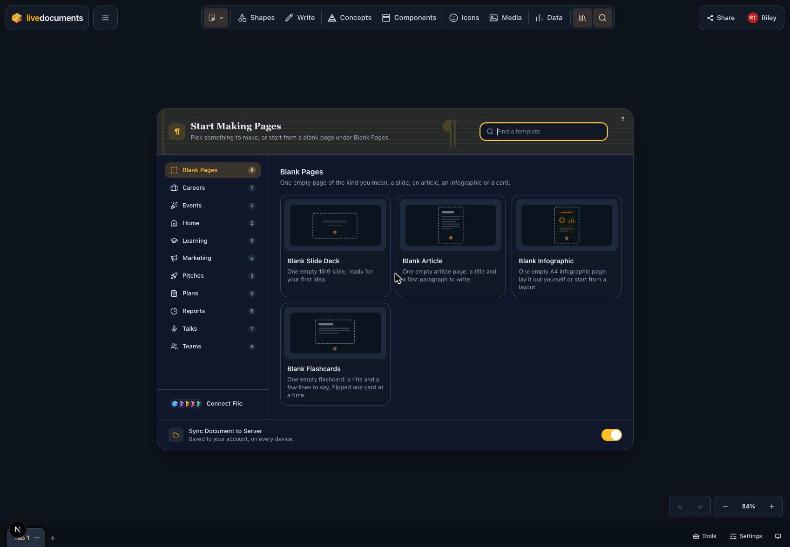 livedocuments
Shapes
Write
Concepts
Components
Icons
Media
Data
Share
RT
Riley
¶
Start Making Pages
Pick something to make, or start from a blank page under Blank Pages.
¶
Find a template
?
Blank Pages
4
Careers
Events
Home
2
Learning
Marketing
Pitches
3
Plans
Reports
Talks
Teams
Connect File
Blank Pages
One empty page of the kind you mean: a slide, an article, an infographic or a card.
Blank Slide Deck
One empty 16:9 slide, ready for
your first idea.
Blank Article
One empty article page: a title and
a first paragraph to write.
Blank Infographic
One empty A4 infographic page:
lay it out yourself or start from a
layout.
Blank Flashcards
One empty flashcard: a title and a
few lines to say, flipped one card at
a time.
Sync Document to Server
Saved to your account, on every device.
84%
N
Tab 1
Tools
Settings